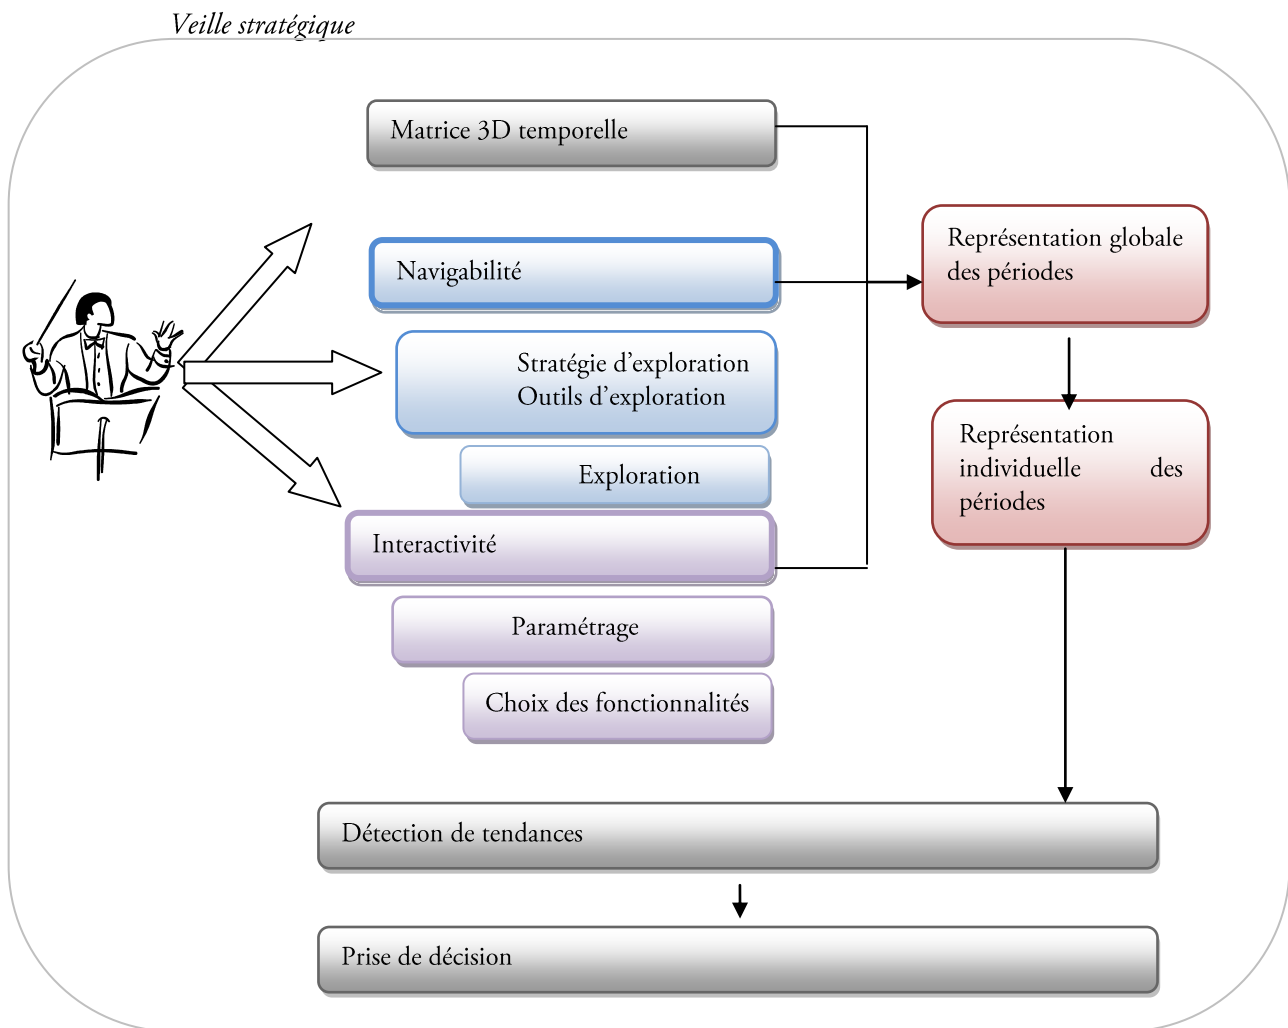 Veille stratégique
Matrice 3D temporelle
Navigabilité
Stratégie d’exploration
Outils d’exploration
Exploration
Interactivité
Paramétrage
Choix des fonctionnalités
Représentation globale
des périodes
Représentation
individuelle des
périodes
Détection de tendances
Prise de décision